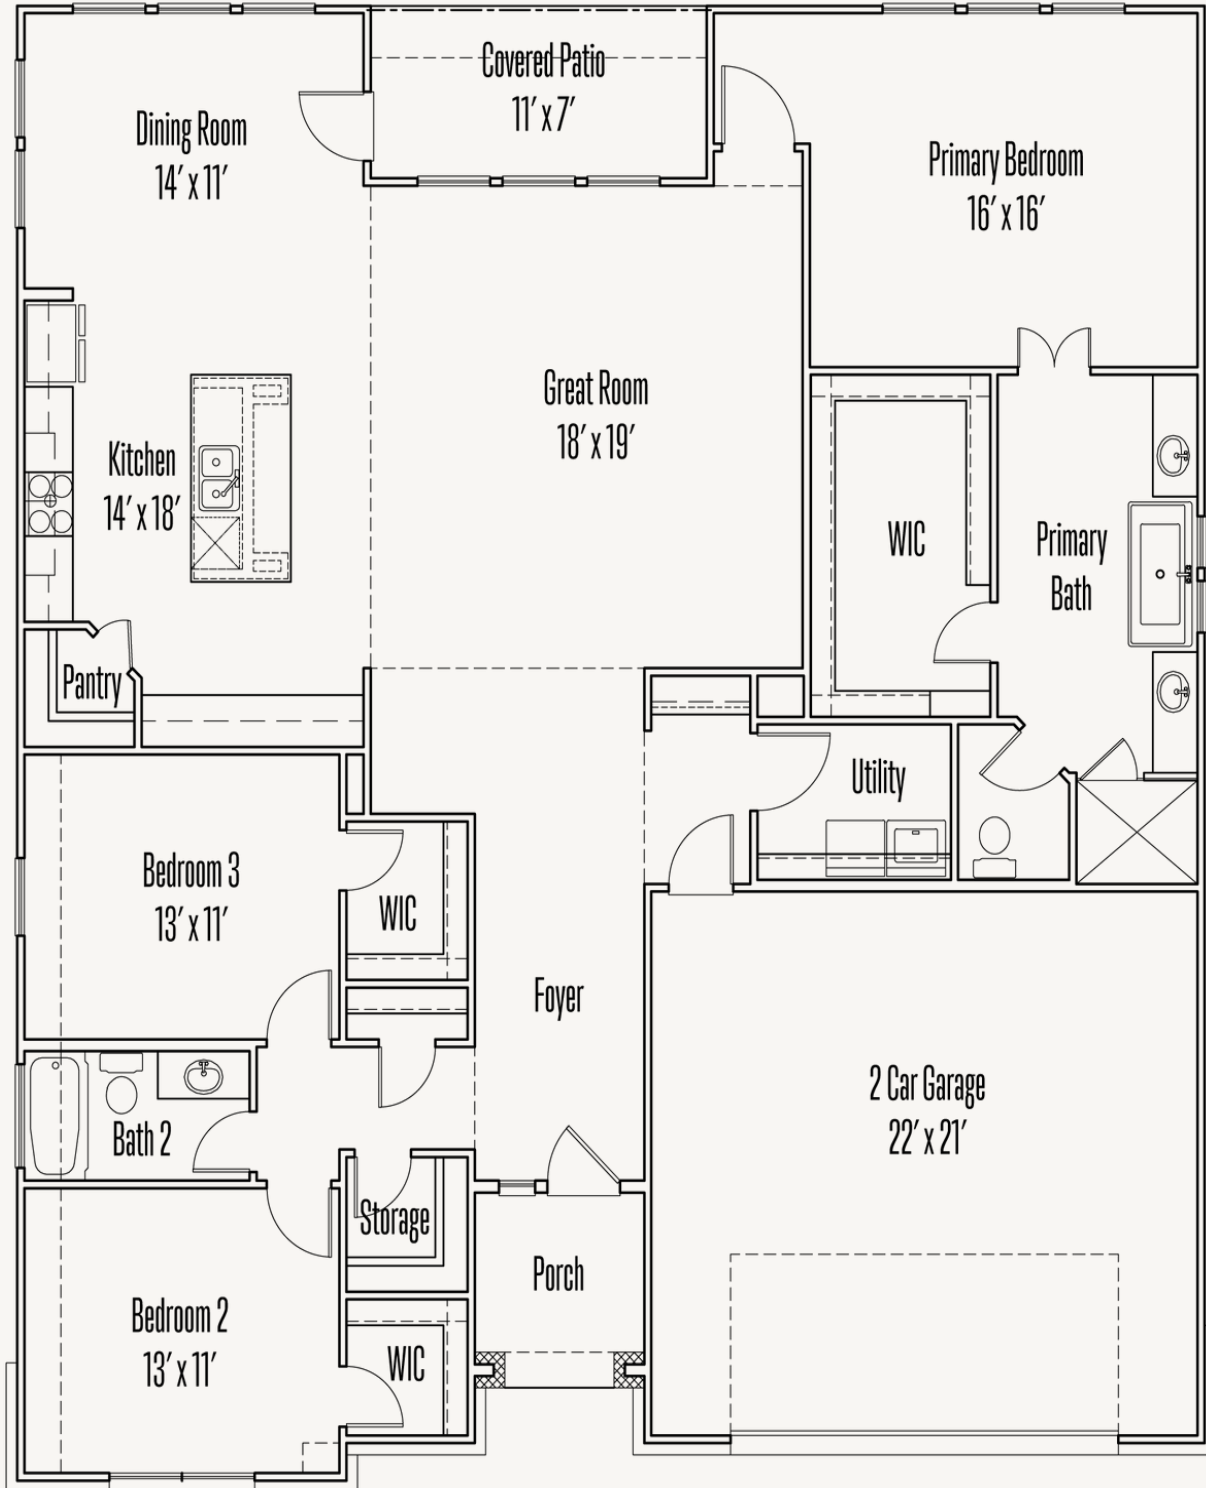 Covered Patio
11' x 7'
Dining Room
14' x 11'
Primary Bedroom
16' x 16'
Great Room
18' x 19'
Kitchen
14' x 18'
WIC
Primary
Bath
Pantry
Utility
Bedroom 3
13' x 11'
WIC
Foyer
2 Car Garage
22' x 21'
Bath 2
Storage
Porch
Bedroom 2
13' x 11'
WIC